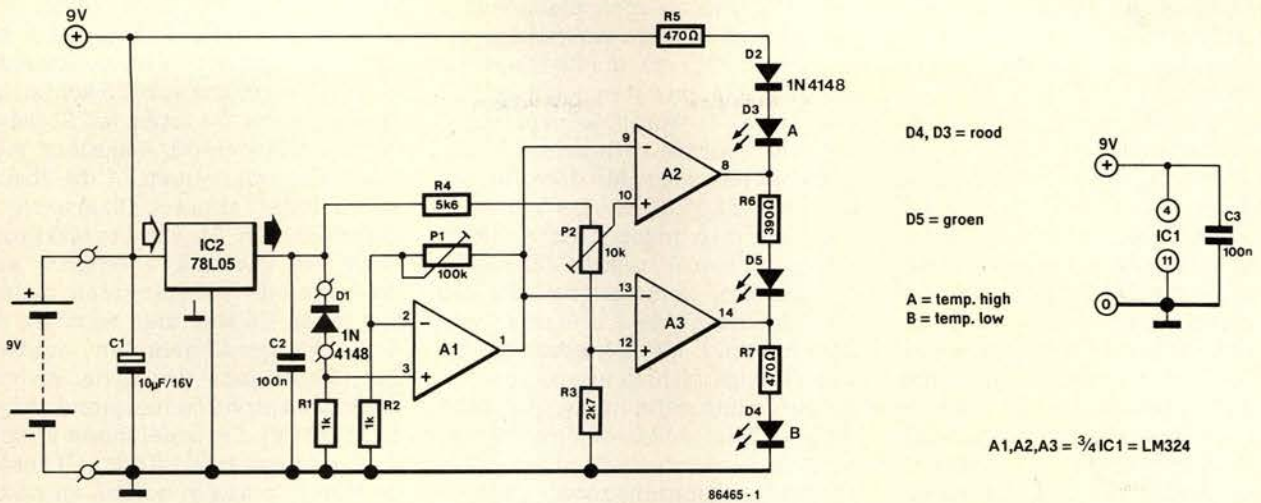 9V
+
R5
470Ω
D2
1N4148
D3
A
D4, D3 = rood
9V
+
9
−
A2
8
10
+
R4
5k6
R6
390Ω
4
IC1
11
C3
100n
IC2
78L05
P1
100k
P2
10k
D5
D5 = groen
D1
1N
4148
2
−
A1
1
3
+
13
−
A3
14
12
+
A = temp. high
B = temp. low
0
+
9V
−
C1
10µF/16V
C2
100n
R1
1k
R2
1k
R3
2k7
R7
470Ω
D4
B
A1,A2,A3 = ¾ IC1 = LM324
86465 - 1